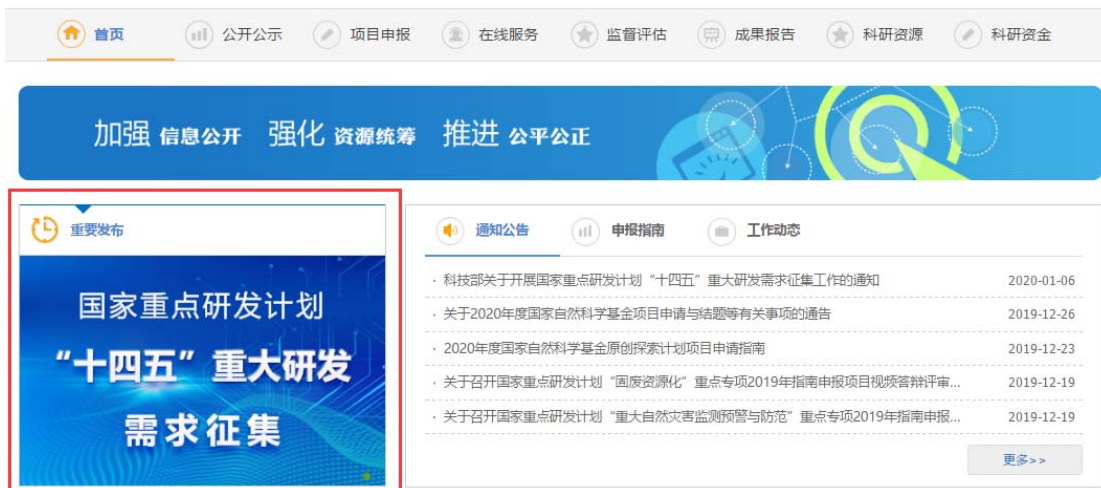 首页 公开公示 项目申报 在线服务 监督评估 成果报告 科研资源 科研资金
加强 信息公开 强化 资源统筹 推进 公平公正
重要发布
国家重点研发计划
“十四五”重大研发
需求征集
通知公告 申报指南 工作动态
· 科技部关于开展国家重点研发计划“十四五”重大研发需求征集工作的通知 2020-01-06
· 关于2020年度国家自然科学基金项目申请与结题等有关事项的通告 2019-12-26
· 2020年度国家自然科学基金原创探索计划项目申请指南 2019-12-23
· 关于召开国家重点研发计划“固废资源化”重点专项2019年指南申报项目视频答辩评审... 2019-12-19
· 关于召开国家重点研发计划“重大自然灾害监测预警与防范”重点专项2019年指南申报... 2019-12-19
更多>>